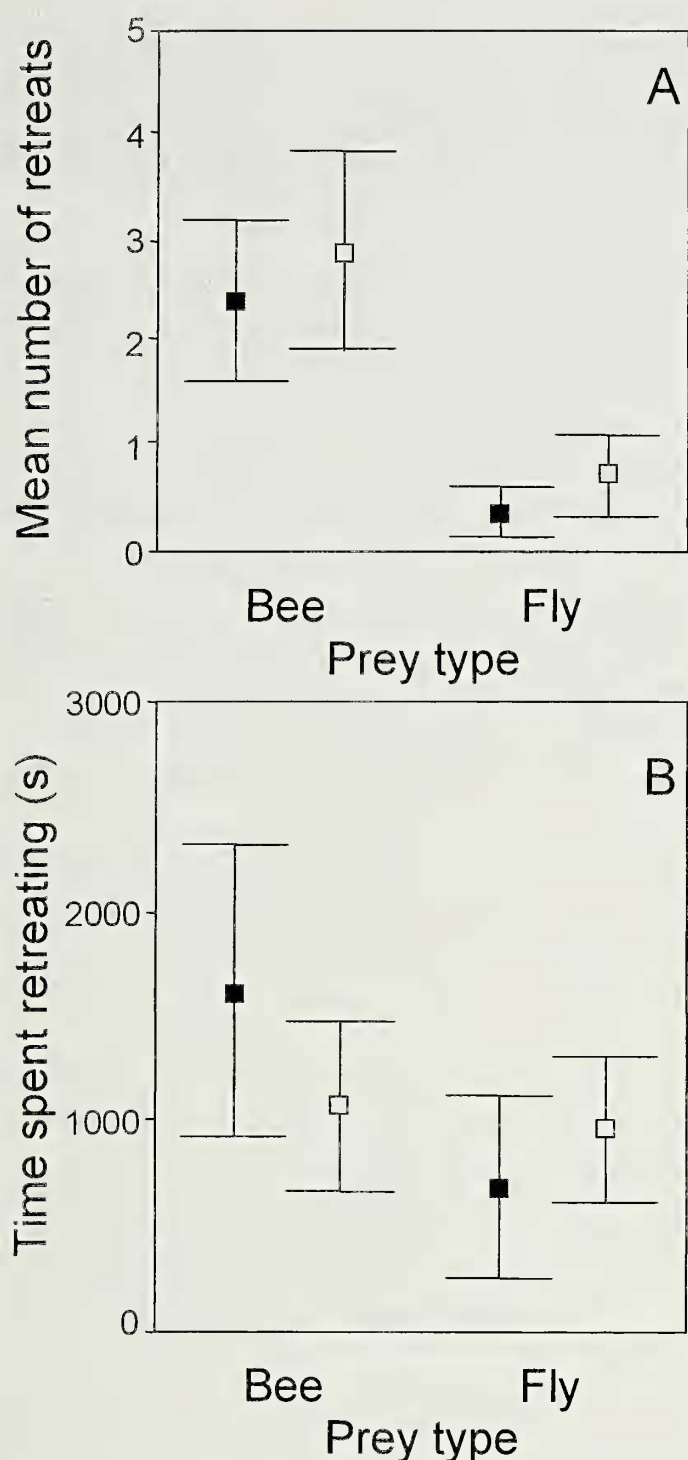 Mean number of retreats
5
4
3
2
1
0
A
Bee Fly
Prey type
Time spent retreating (s)
3000
2000
1000
0
B
Bee Fly
Prey type